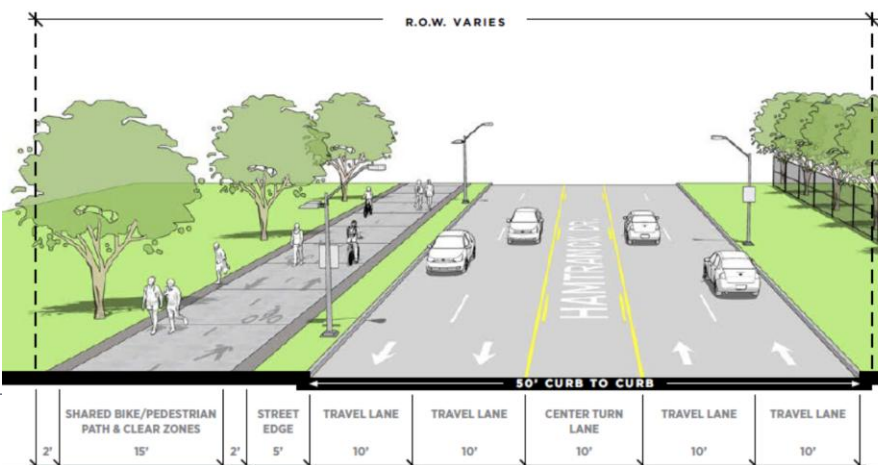 R.O.W. VARIES
HAMTRANCK DR.
50' CURB TO CURB
2'
SHARED BIKE/PEDESTRIAN
PATH & CLEAR ZONES
15'
2'
STREET
EDGE
5'
TRAVEL LANE
10'
TRAVEL LANE
10'
CENTER TURN
LANE
10'
TRAVEL LANE
10'
TRAVEL LANE
10'